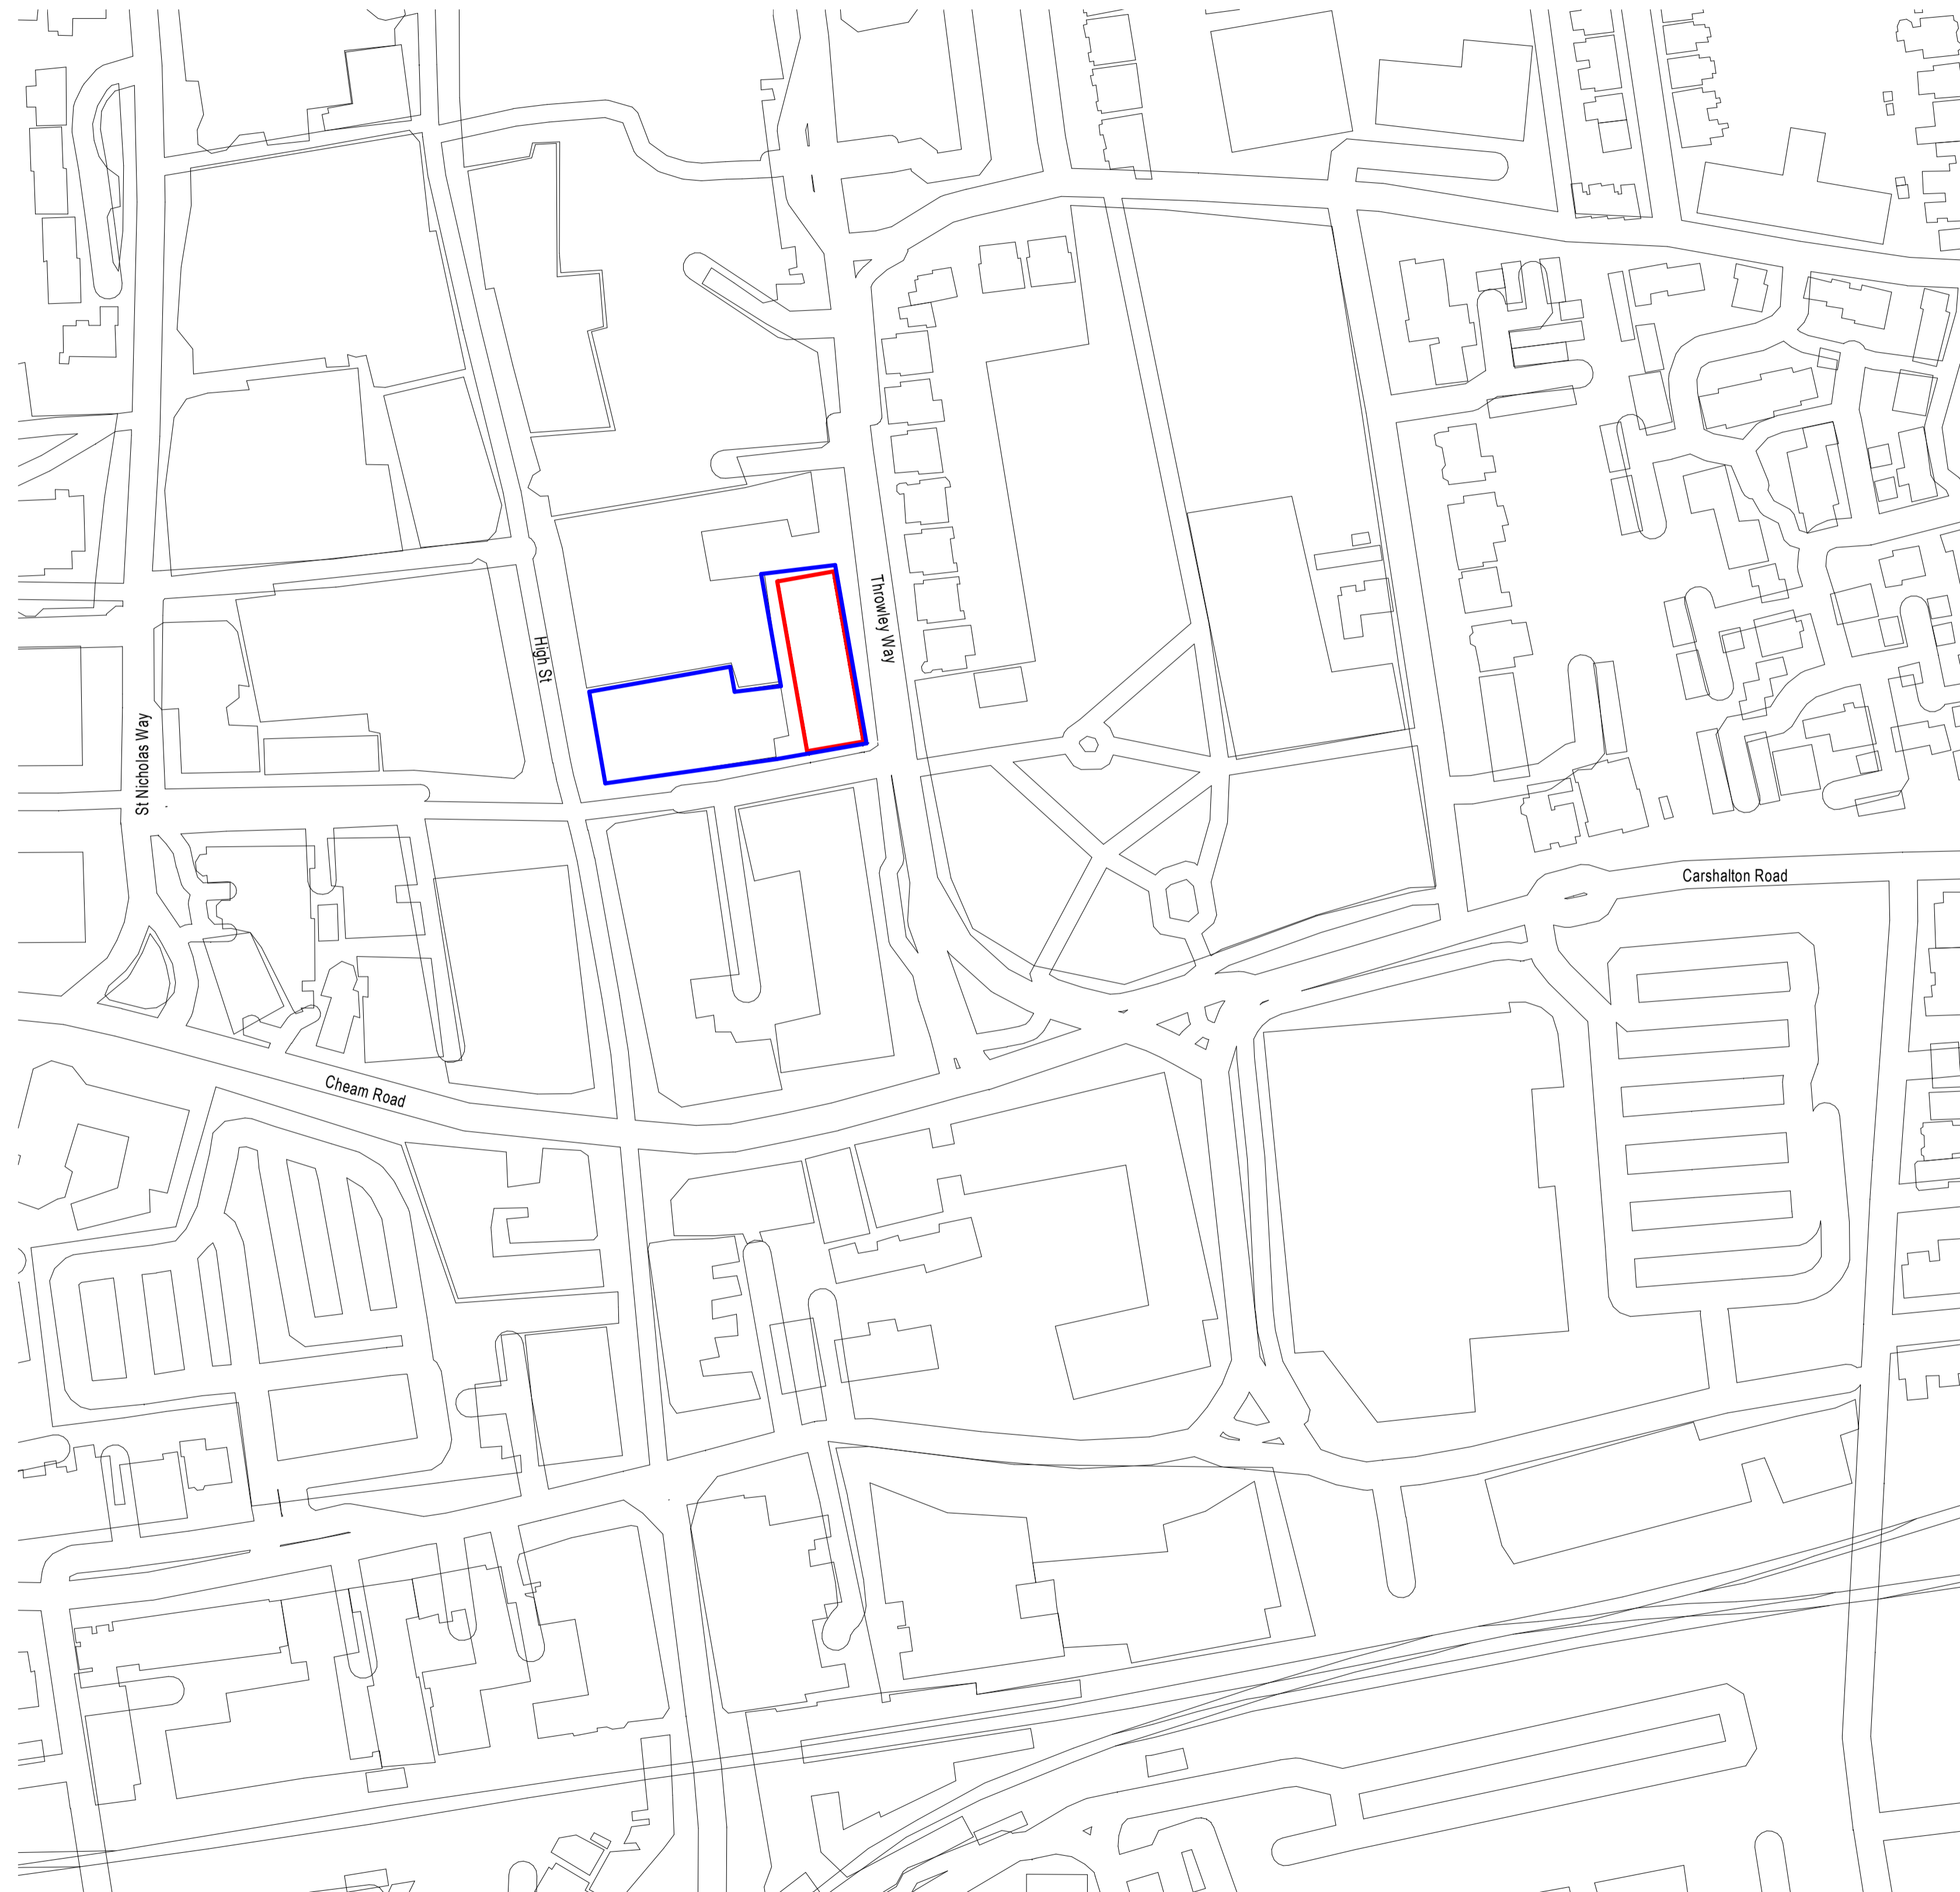 Throwley Way
High St
St Nicholas Way
Carshalton Road
Cheam Road